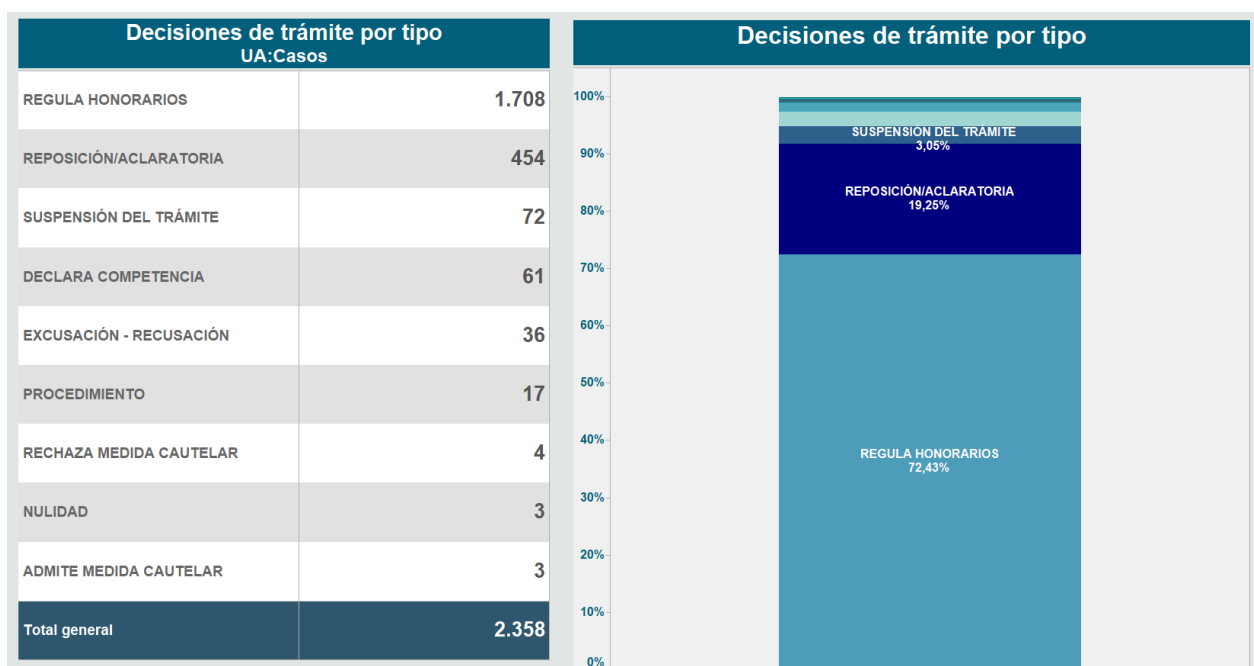 Decisiones de trámite por tipo
UA:Casos
REGULA HONORARIOS 1.708
REPOSICIÓN/ACLARATORIA 454
SUSPENSIÓN DEL TRÁMITE 72
DECLARA COMPETENCIA 61
EXCUSACIÓN - RECUSACIÓN 36
PROCEDIMIENTO 17
RECHAZA MEDIDA CAUTELAR 4
NULIDAD 3
ADMITE MEDIDA CAUTELAR 3
Total general 2.358
Decisiones de trámite por tipo
100%
90%
80%
70%
60%
50%
40%
30%
20%
10%
0%
SUSPENSIÓN DEL TRÁMITE
3,05%
REPOSICIÓN/ACLARATORIA
19,25%
REGULA HONORARIOS
72,43%